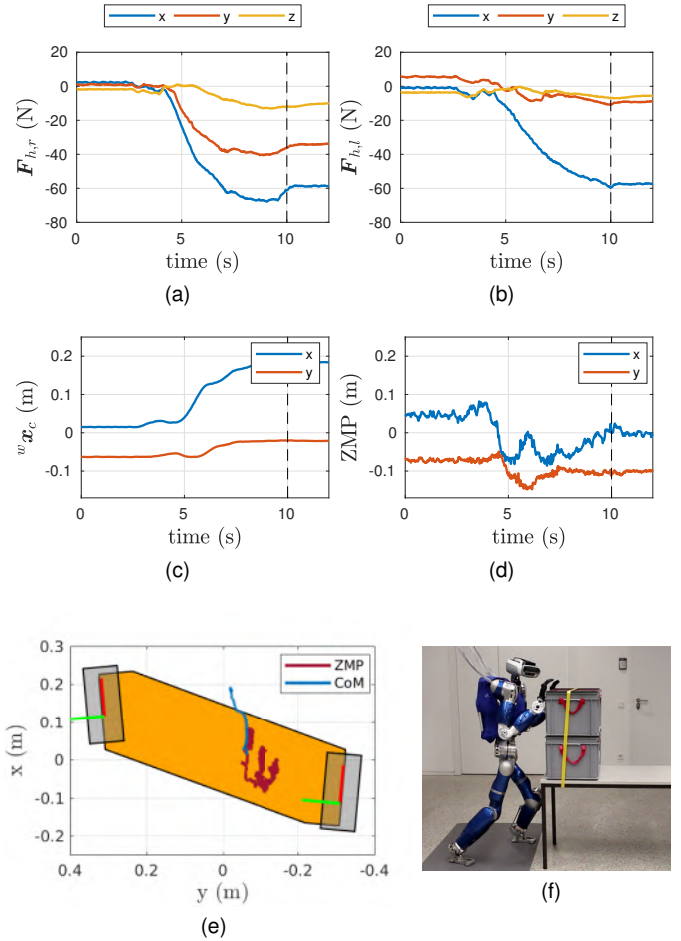 x y z
x y z
20
0
-20
-40
-60
-80
F_{h,r} (N)
0 5 10
time (s)
(a)
20
0
-20
-40
-60
-80
F_{h,l} (N)
0 5 10
time (s)
(b)
0.2
0.1
0
-0.1
^{w}x_{c} (m)
x
y
0 5 10
time (s)
(c)
0.2
0.1
0
-0.1
ZMP (m)
x
y
0 5 10
time (s)
(d)
0.3
0.2
0.1
0
-0.1
-0.2
x (m)
ZMP
CoM
0.4 0.2 0 -0.2 -0.4
y (m)
(e)
(f)